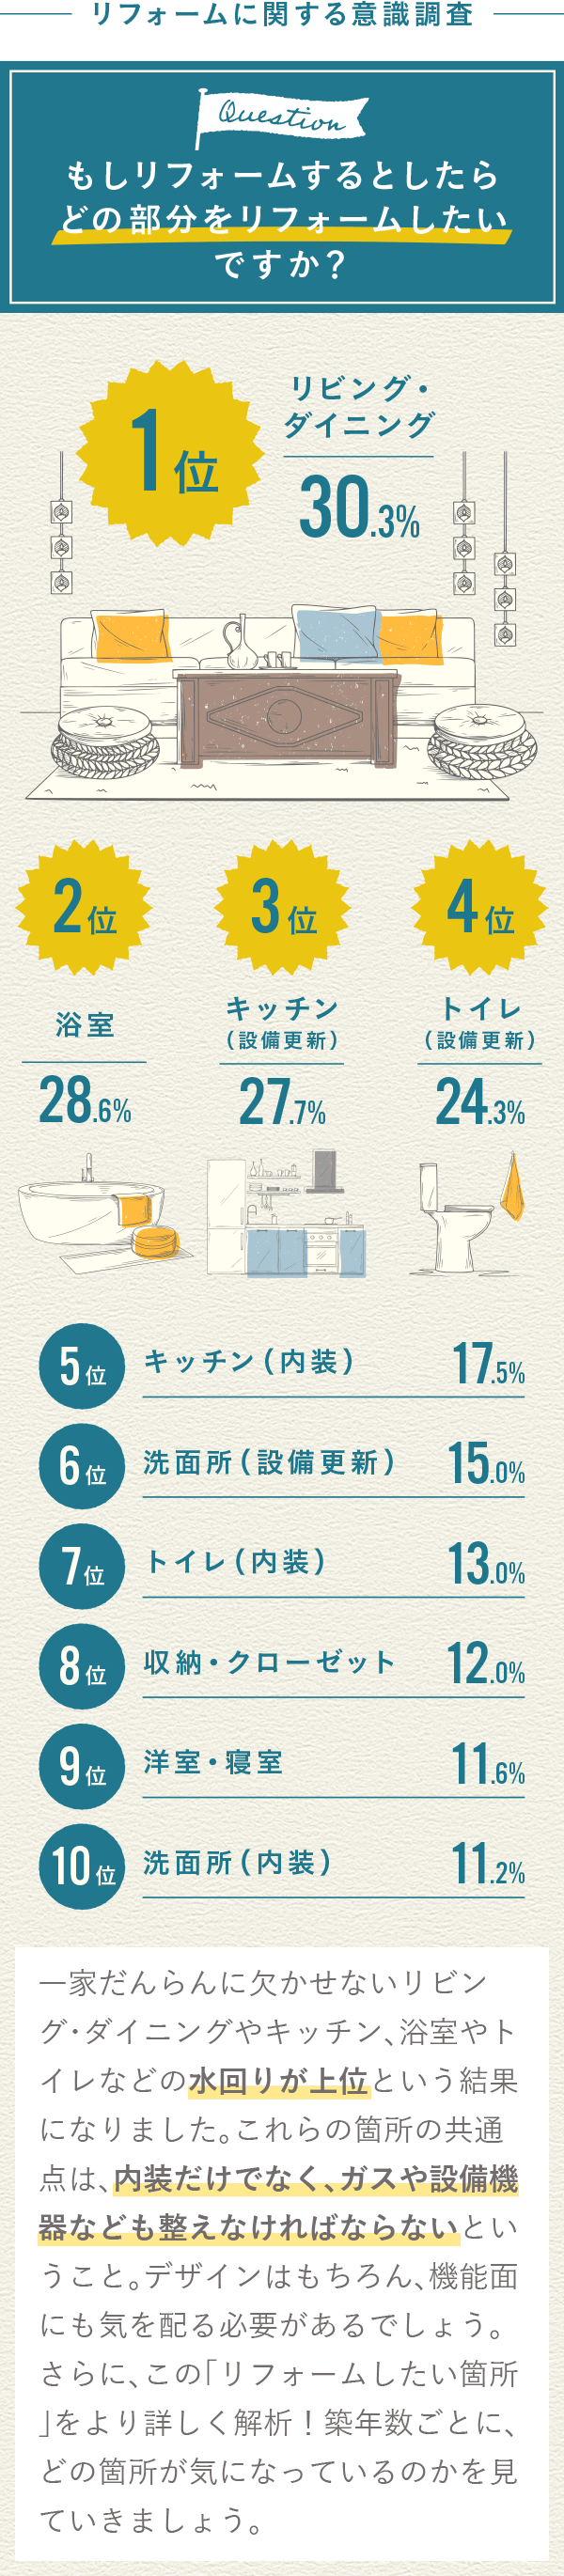 リフォームに関する意識調査
Question
もしリフォームするとしたら
どの部分をリフォームしたい
ですか？
1位
リビング・
ダイニング
30.3%
2位
浴室
28.6%
3位
キッチン
（設備更新）
27.7%
4位
トイレ
（設備更新）
24.3%
5位 キッチン（内装） 17.5%
6位 洗面所（設備更新） 15.0%
7位 トイレ（内装） 13.0%
8位 収納・クローゼット 12.0%
9位 洋室・寝室 11.6%
10位 洗面所（内装） 11.2%
一家だんらんに欠かせないリビン
グ・ダイニングやキッチン、浴室やト
イレなどの水回りが上位という結果
になりました。これらの箇所の共通
点は、内装だけでなく、ガスや設備機
器なども整えなければならないとい
うこと。デザインはもちろん、機能面
にも気を配る必要があるでしょう。
さらに、この「リフォームしたい箇所
」をより詳しく解析！築年数ごとに、
どの箇所が気になっているのかを見
ていきましょう。